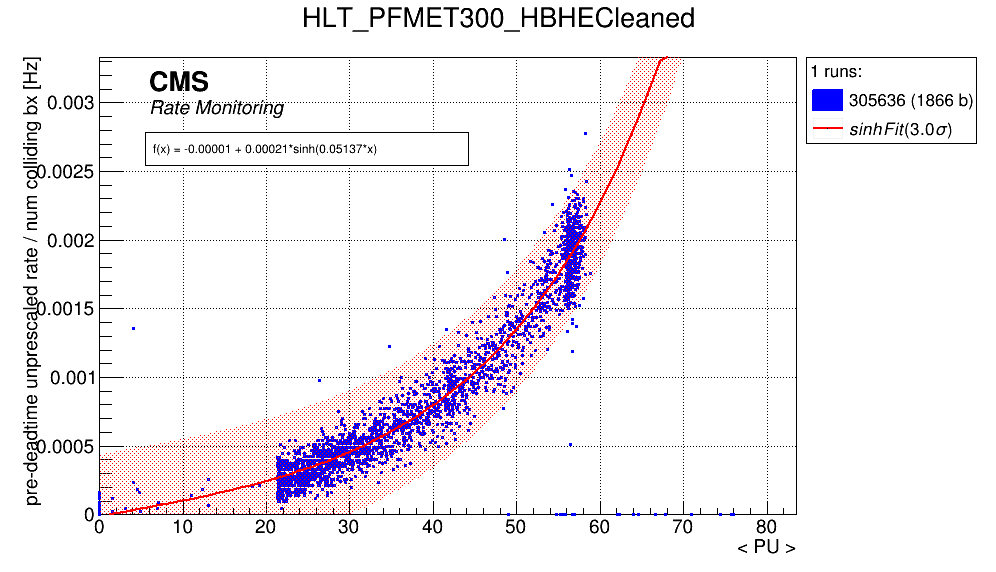 HLT_PFMET300_HBHECleaned
pre-deadtime unprescaled rate / num colliding bx [Hz]
CMS
Rate Monitoring
f(x) = -0.00001 + 0.00021*sinh(0.05137*x)
1 runs:
305636 (1866 b)
sinhFit(3.0σ)
0.003
0.0025
0.002
0.0015
0.001
0.0005
0
0 10 20 30 40 50 60 70 80
< PU >